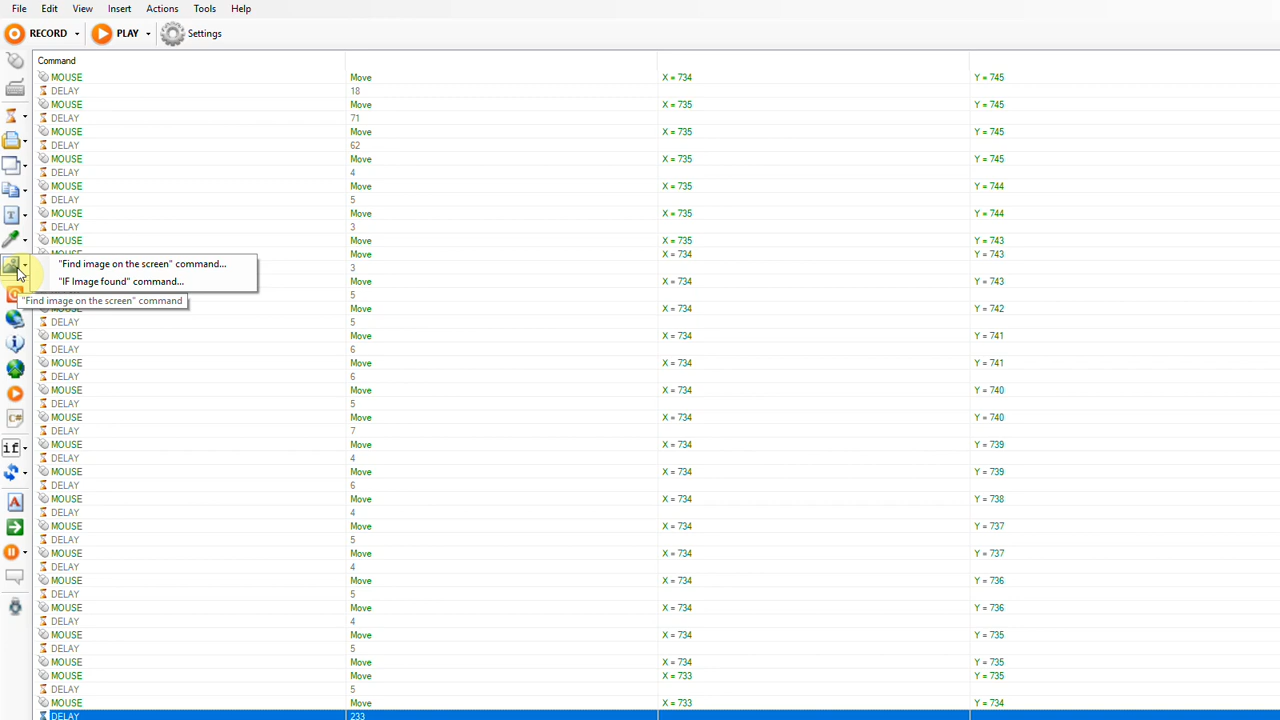 File Edit View Insert Actions Tools Help
RECORD PLAY Settings
Command
MOUSE Move X = 734 Y = 745
DELAY 18
MOUSE Move X = 735 Y = 745
DELAY 71
MOUSE Move X = 735 Y = 745
DELAY 62
MOUSE Move X = 735 Y = 745
DELAY 4
MOUSE Move X = 735 Y = 744
DELAY 5
T MOUSE Move X = 735 Y = 744
DELAY 3
MOUSE Move X = 735 Y = 743
Move X = 734 Y = 743
"Find image on the screen" command...
3
"IF Image found" command... Move X = 734 Y = 743
5
"Find image on the screen" command
MOUSE Move X = 734 Y = 742
DELAY 5
MOUSE Move X = 734 Y = 741
DELAY 6
MOUSE Move X = 734 Y = 741
DELAY 6
MOUSE Move X = 734 Y = 740
DELAY 5
C# MOUSE Move X = 734 Y = 740
DELAY 7
if MOUSE Move X = 734 Y = 739
DELAY 4
MOUSE Move X = 734 Y = 739
DELAY 6
A MOUSE Move X = 734 Y = 738
DELAY 4
MOUSE Move X = 734 Y = 737
DELAY 5
MOUSE Move X = 734 Y = 737
DELAY 4
MOUSE Move X = 734 Y = 736
DELAY 5
MOUSE Move X = 734 Y = 736
DELAY 4
MOUSE Move X = 734 Y = 735
DELAY 5
MOUSE Move X = 734 Y = 735
MOUSE Move X = 733 Y = 735
DELAY 5
MOUSE Move X = 733 Y = 734
DELAY 233